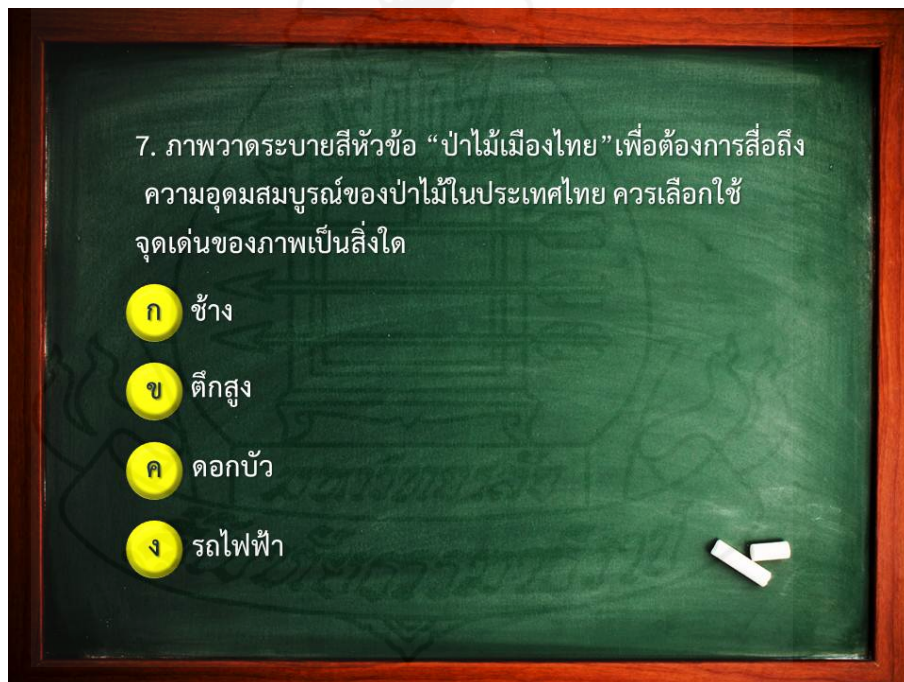 7. ภาพวาดระบายสีหัวข้อ “ป่าไม้เมืองไทย”เพื่อต้องการสื่อถึง
ความอุดมสมบูรณ์ของป่าไม้ในประเทศไทย ควรเลือกใช้
จุดเด่นของภาพเป็นสิ่งใด
ก ช้าง
ข ตึกสูง
ค ดอกบัว
ง รถไฟฟ้า